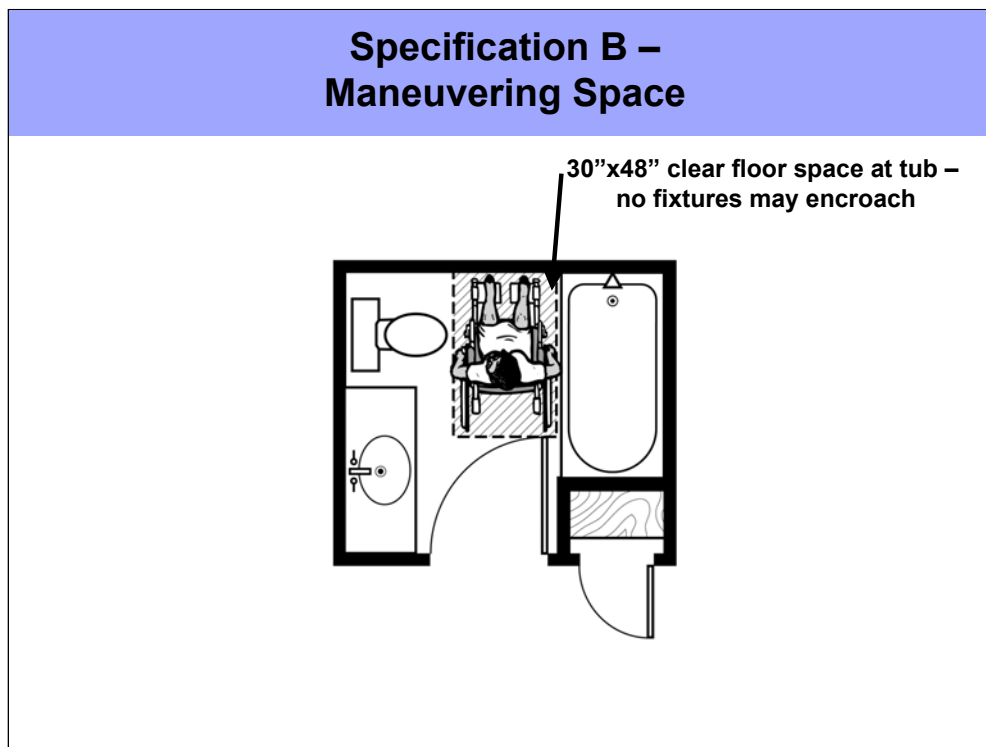 Specification B –
Maneuvering Space
30”x48” clear floor space at tub –
no fixtures may encroach